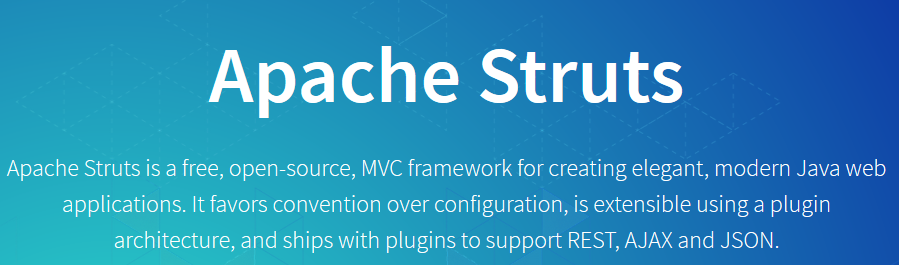 Apache Struts
Apache Struts is a free, open-source, MVC framework for creating elegant, modern Java web
applications. It favors convention over configuration, is extensible using a plugin
architecture, and ships with plugins to support REST, AJAX and JSON.